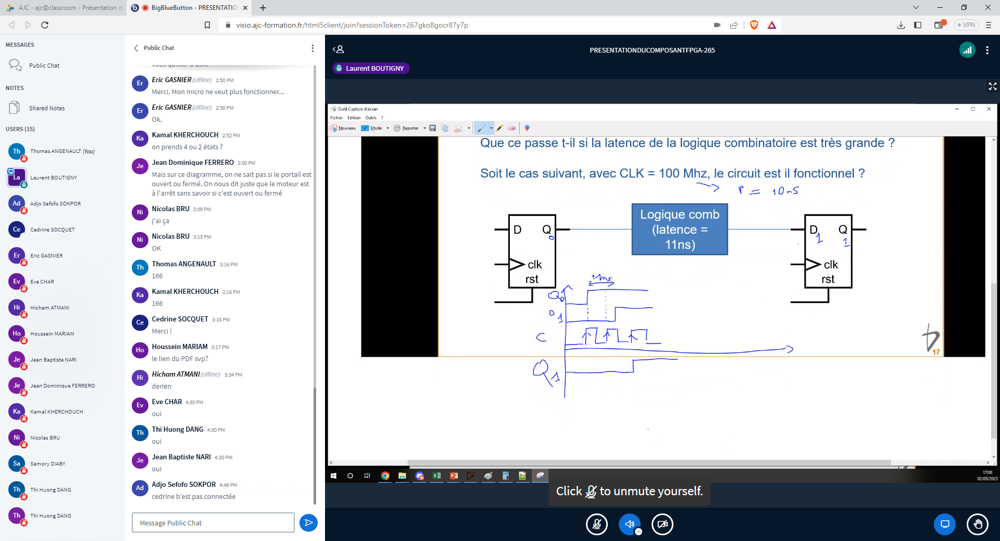 AJC - ajc@classroom - Présentation du
BigBlueButton - PRESENTATIO
visio.ajc-formation.fr/html5client/join?sessionToken=267gko8gocr87y7p
VPN
MESSAGES
Public Chat
NOTES
Shared Notes
USERS (15)
Th
Thomas ANGENAULT (You)
La
Laurent BOUTIGNY
Ad
Adjo Sefofo SOKPOR
Ce
Cedrine SOCQUET
Er
Eric GASNIER
Ev
Eve CHAR
Hi
Hicham ATMANI
Ho
Houssein MARIAM
Je
Jean Baptiste NARI
Je
Jean Dominique FERRERO
Ka
Kamal KHERCHOUCH
Ni
Nicolas BRU
Sa
Samory DIABY
Th
Thi Huong DANG
Th
Thi Huong DANG
Public Chat
vous quitter à 15h.
Er
Eric GASNIER (offline) 2:50 PM
Merci. Mon micro ne veut plus fonctionner...
Er
Eric GASNIER (offline) 2:50 PM
Ok.
Ka
Kamal KHERCHOUCH 2:52 PM
on prends 4 ou 2 états ?
Je
Jean Dominique FERRERO 3:00 PM
Mais sur ce diagramme, on ne sait pas si le portail est
ouvert ou fermé. On nous dit juste que le moteur est
à l'arrêt sans savoir si c'est ouvert ou fermé
Ni
Nicolas BRU 3:09 PM
j'ai ça
Ni
Nicolas BRU 3:15 PM
OK
Th
Thomas ANGENAULT 3:16 PM
166
Ka
Kamal KHERCHOUCH 3:16 PM
166
Ce
Cedrine SOCQUET 3:16 PM
Merci !
Ho
Houssein MARIAM 3:17 PM
le lien du PDF svp?
Hi
Hicham ATMANI (offline) 3:34 PM
derien
Ev
Eve CHAR 4:30 PM
oui
Th
Thi Huong DANG 4:30 PM
oui
Je
Jean Baptiste NARI 4:30 PM
oui
Ad
Adjo Sefofo SOKPOR 4:49 PM
cedrine b'est pas connectée
Message Public Chat
PRESENTATIONDUCOMPOSANTFPGA-265
Laurent BOUTIGNY
Outil Capture d'écran
Fichier Edition Outils ?
Nouveau Mode Reporter
Que ce passe t-il si la latence de la logique combinatoire est très grande ?
Soit le cas suivant, avec CLK = 100 Mhz, le circuit est il fonctionnel ?
P = 10ns
D Q
0
clk
rst
Logique comb
(latence =
11ns)
D Q
1 1
clk
rst
11ns
Q0
D1
C
Q1
17
17:08
02/05/2023
Click to unmute yourself.